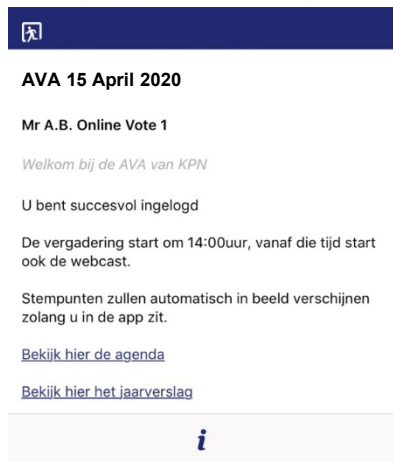 AVA 15 April 2020
Mr A.B. Online Vote 1
Welkom bij de AVA van KPN
U bent succesvol ingelogd
De vergadering start om 14:00uur, vanaf die tijd start
ook de webcast.
Stempunten zullen automatisch in beeld verschijnen
zolang u in de app zit.
Bekijk hier de agenda
Bekijk hier het jaarverslag
i